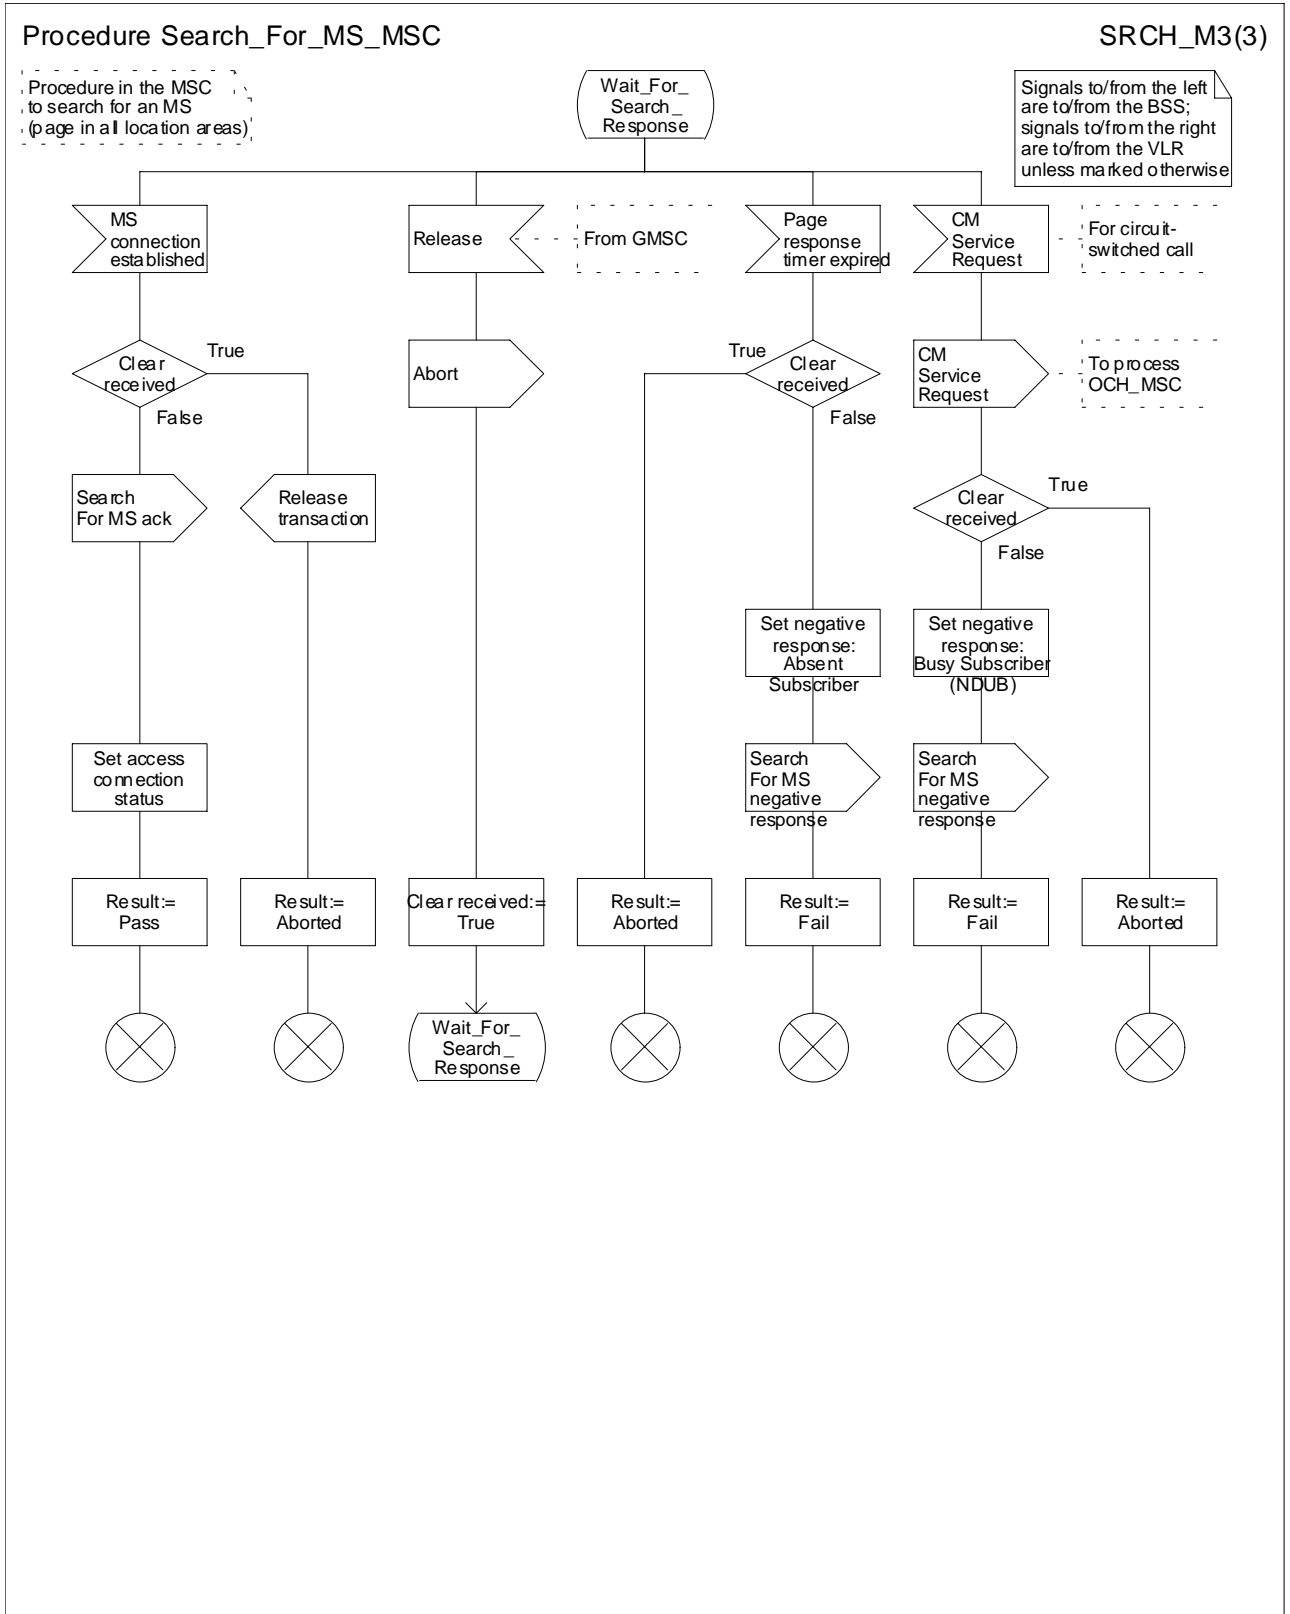 Procedure Search_For_MS_MSC
SRCH_M3(3)
Procedure in the MSC
to search for an MS
(page in all location areas)
Wait_For_
Search_
Response
Signals to/from the left
are to/from the BSS;
signals to/from the right
are to/from the VLR
unless marked otherwise
MS
connection
established
Release
From GMSC
Page
response
timer expired
CM
Service
Request
For circuit-
switched call
Clear
received
True
False
Abort
True
Clear
received
False
CM
Service
Request
To process
OCH_MSC
Search
For MS ack
Release
transaction
Clear
received
True
False
Set negative
response:
Absent
Subscriber
Set negative
response:
Busy Subscriber
(NDUB)
Set access
connection
status
Search
For MS
negative
response
Search
For MS
negative
response
Result:=
Pass
Result:=
Aborted
Clear received:=
True
Result:=
Aborted
Result:=
Fail
Result:=
Fail
Result:=
Aborted
Wait_For_
Search_
Response